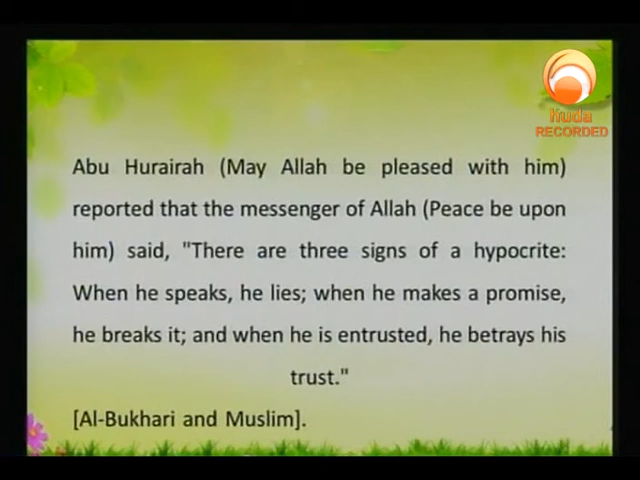 huda
RECORDED
Abu Hurairah (May Allah be pleased with him)
reported that the messenger of Allah (Peace be upon
him) said, "There are three signs of a hypocrite:
When he speaks, he lies; when he makes a promise,
he breaks it; and when he is entrusted, he betrays his
trust."
[Al-Bukhari and Muslim].